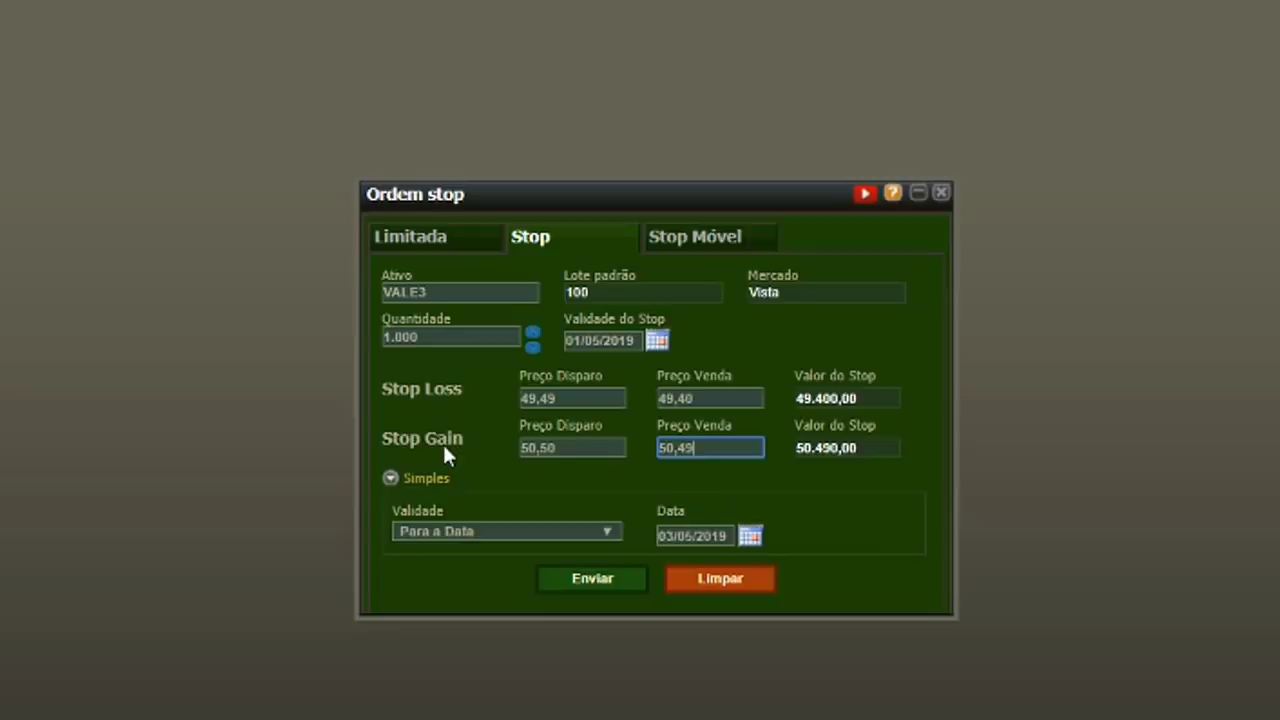 Ordem stop
Limitada Stop Stop Móvel
Ativo Lote padrão Mercado
VALE3 100 Vista
Quantidade Validade do Stop
1.000 01/05/2019
Stop Loss Preço Disparo Preço Venda Valor do Stop
49,49 49,40 49.400,00
Stop Gain Preço Disparo Preço Venda Valor do Stop
50,50 50,49 50.490,00
Simples
Validade Data
Para a Data 03/05/2019
Enviar Limpar